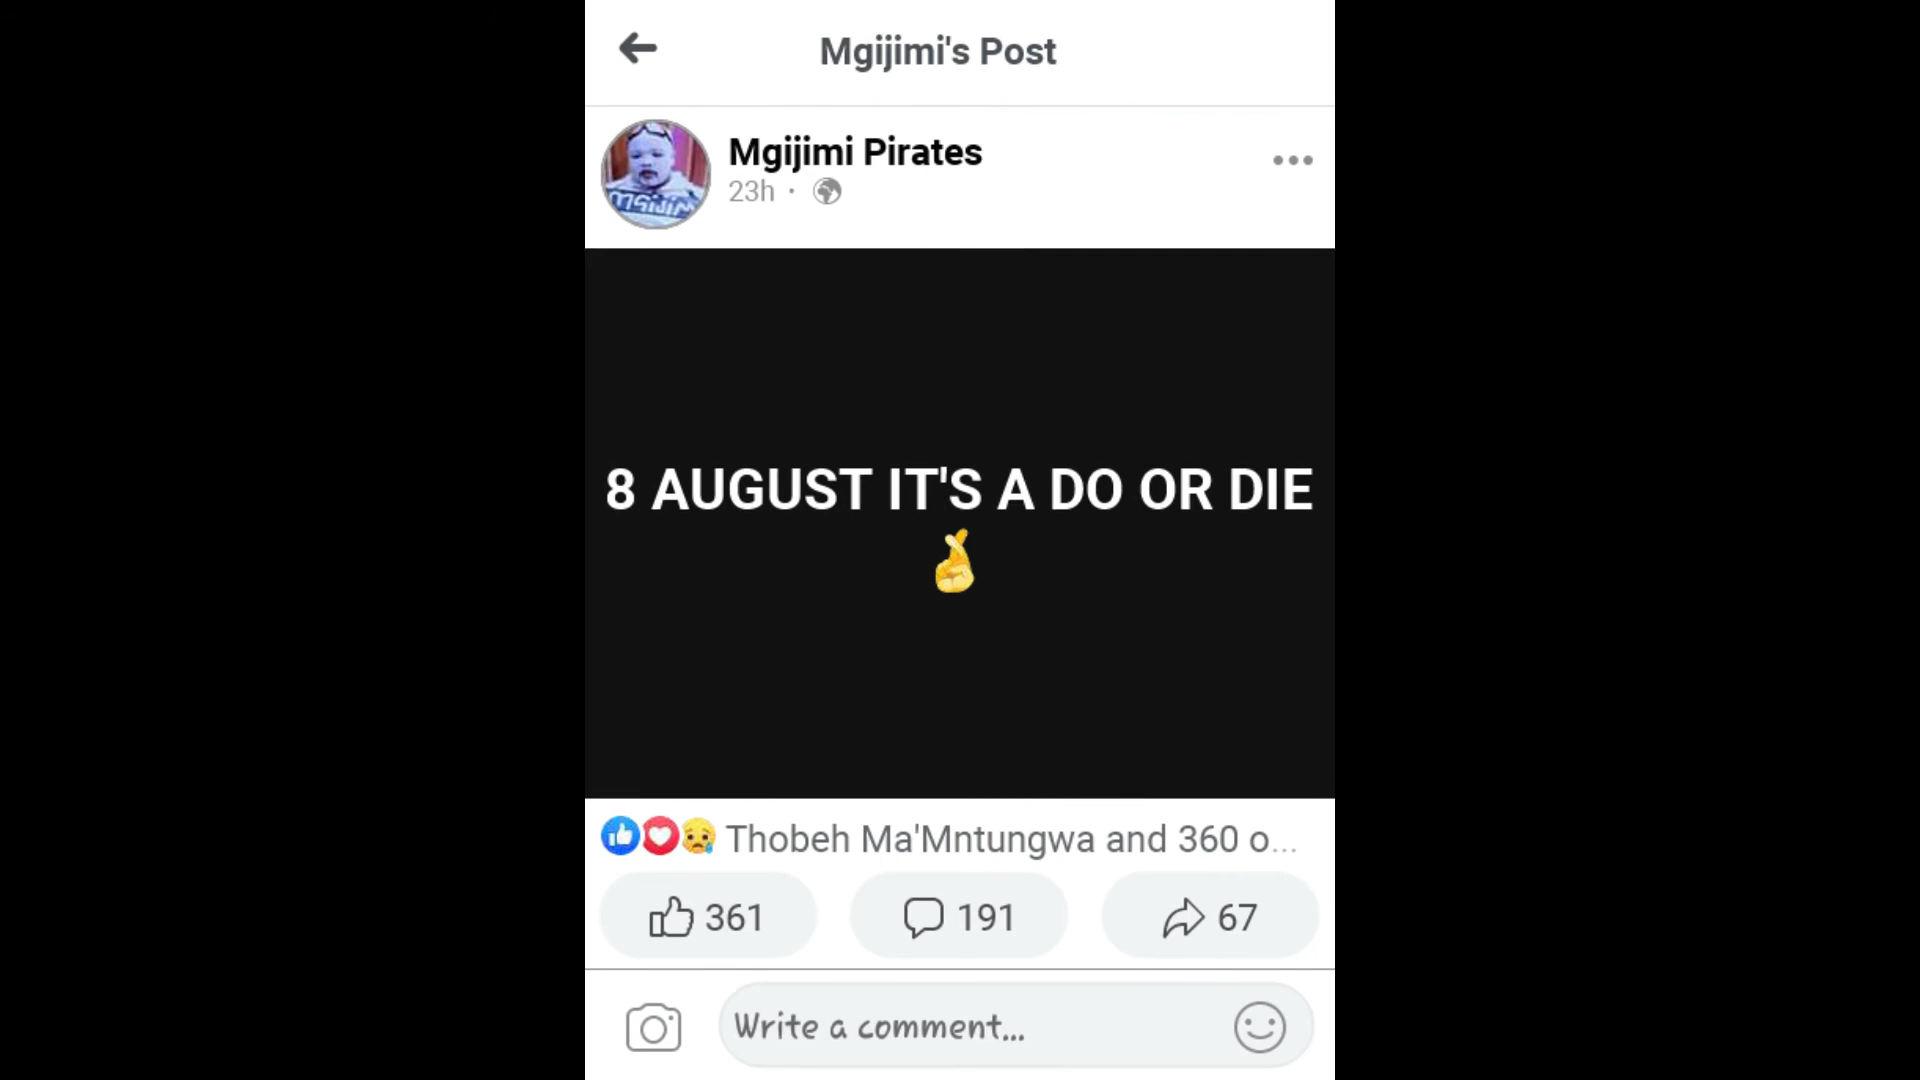 Mgijimi's Post
Mgijimi Pirates
23h ·
8 AUGUST IT'S A DO OR DIE
🤞
Thobeh Ma'Mntungwa and 360 o...
361
191
67
Write a comment...